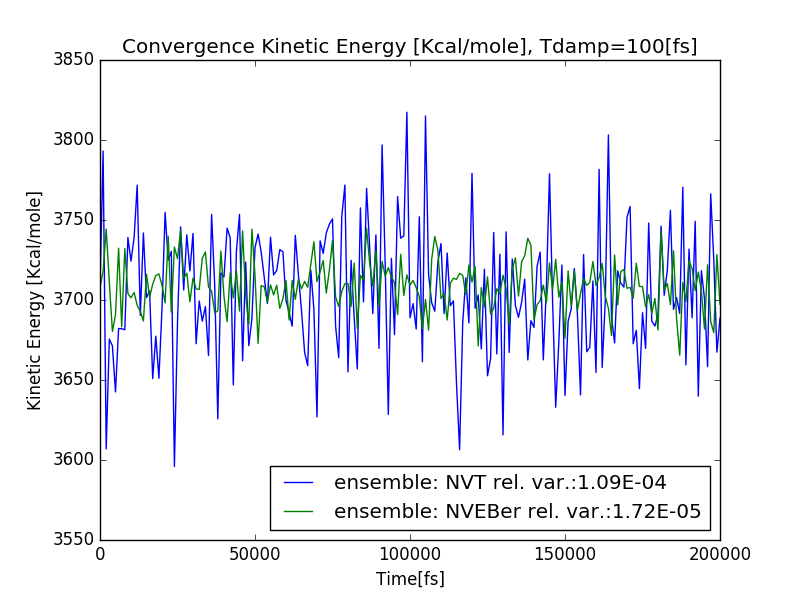 Convergence Kinetic Energy [Kcal/mole], Tdamp=100[fs]
3850
3800
3750
3700
3650
3600
3550
Kinetic Energy [Kcal/mole]
ensemble: NVT rel. var.:1.09E-04
ensemble: NVEBer rel. var.:1.72E-05
0 50000 100000 150000 200000
Time[fs]